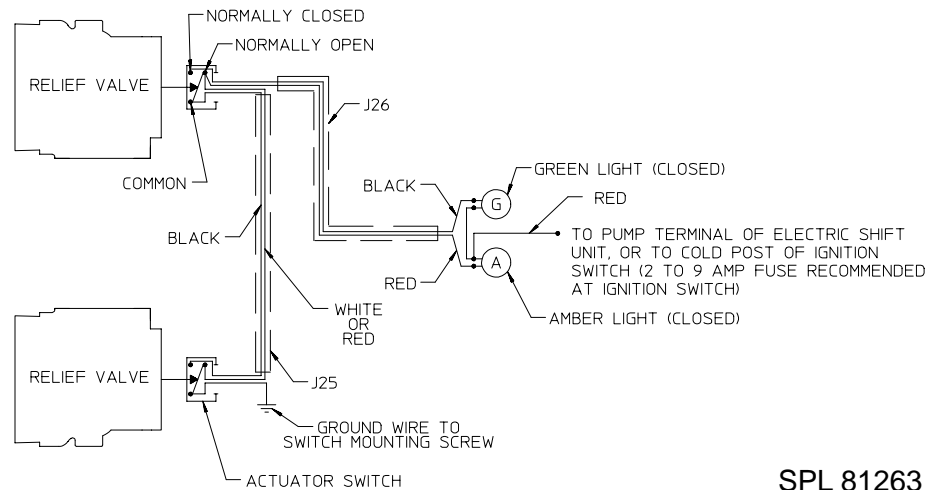 NORMALLY CLOSED
NORMALLY OPEN
RELIEF VALVE
J26
COMMON
BLACK
GREEN LIGHT (CLOSED)
G
RED
BLACK
TO PUMP TERMINAL OF ELECTRIC SHIFT
UNIT, OR TO COLD POST OF IGNITION
SWITCH (2 TO 9 AMP FUSE RECOMMENDED
AT IGNITION SWITCH)
A
RED
AMBER LIGHT (CLOSED)
WHITE
OR
RED
RELIEF VALVE
J25
GROUND WIRE TO
SWITCH MOUNTING SCREW
ACTUATOR SWITCH
SPL 81263